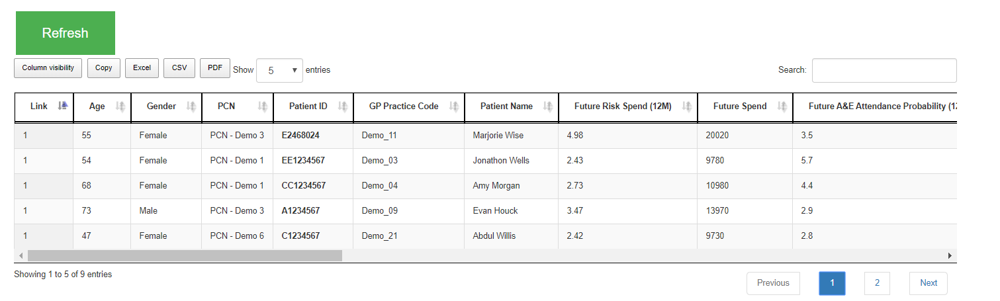 Refresh
Column visibility Copy Excel CSV PDF Show 5 entries Search:
Link Age Gender PCN Patient ID GP Practice Code Patient Name Future Risk Spend (12M) Future Spend Future A&E Attendance Probability (12
1 55 Female PCN - Demo 3 E2468024 Demo_11 Marjorie Wise 4.98 20020 3.5
1 54 Female PCN - Demo 1 EE1234567 Demo_03 Jonathon Wells 2.43 9780 5.7
1 68 Female PCN - Demo 1 CC1234567 Demo_04 Amy Morgan 2.73 10980 4.4
1 73 Male PCN - Demo 3 A1234567 Demo_09 Evan Houck 3.47 13970 2.9
1 47 Female PCN - Demo 6 C1234567 Demo_21 Abdul Willis 2.42 9730 2.8
Showing 1 to 5 of 9 entries Previous 1 2 Next